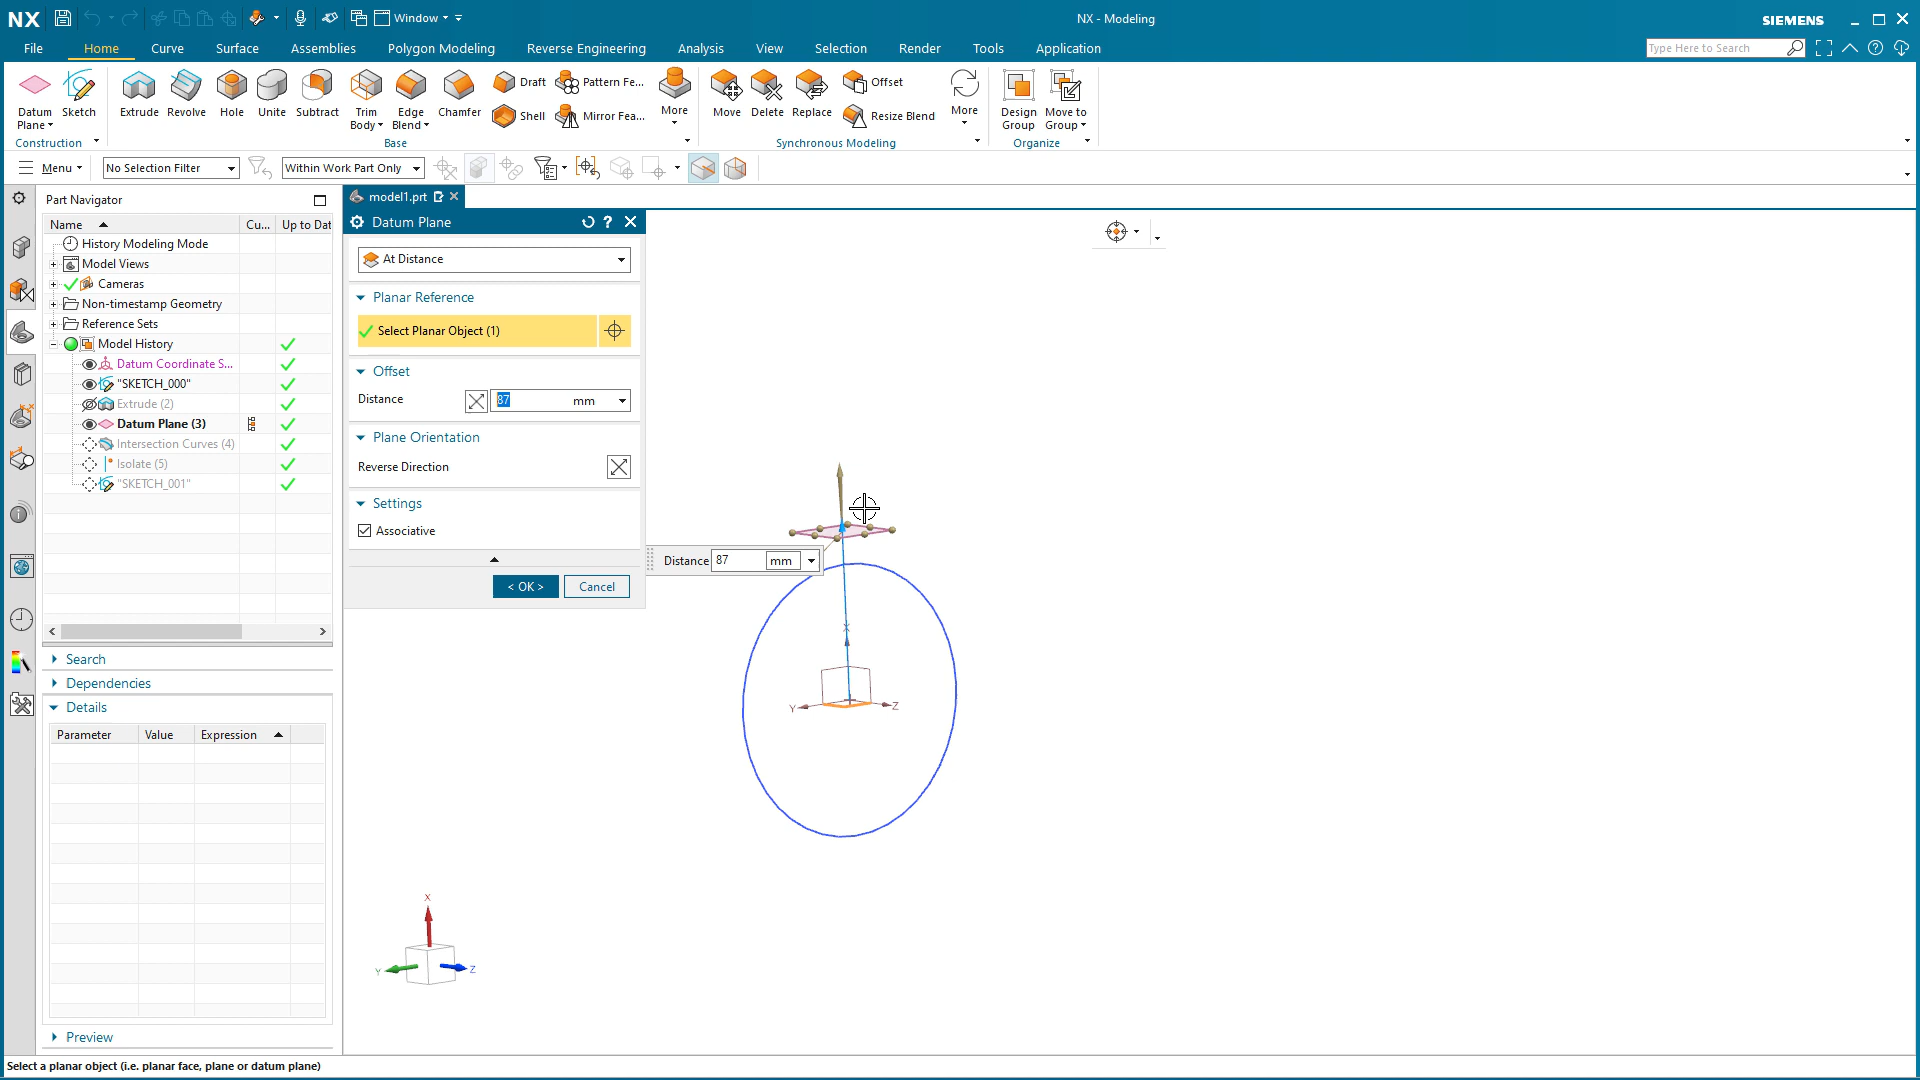 NX
Window
NX - Modeling
SIEMENS
File
Home
Curve
Surface
Assemblies
Polygon Modeling
Reverse Engineering
Analysis
View
Selection
Render
Tools
Application
Type Here to Search
Datum
Plane
Sketch
Extrude
Revolve
Hole
Unite
Subtract
Trim
Body
Edge
Blend
Chamfer
Draft
Shell
Pattern Fe...
Mirror Fea...
More
Move
Delete
Replace
Offset
Resize Blend
More
Design
Group
Move to
Group
Construction
Base
Synchronous Modeling
Organize
Menu
No Selection Filter
Within Work Part Only
Part Navigator
Name
Cu...
Up to Dat
History Modeling Mode
Model Views
Cameras
Non-timestamp Geometry
Reference Sets
Model History
Datum Coordinate S...
"SKETCH_000"
Extrude (2)
Datum Plane (3)
Intersection Curves (4)
Isolate (5)
"SKETCH_001"
Search
Dependencies
Details
Parameter
Value
Expression
Preview
model1.prt
Datum Plane
At Distance
Planar Reference
Select Planar Object (1)
Offset
Distance
87
mm
Plane Orientation
Reverse Direction
Settings
Associative
< OK >
Cancel
Distance
87
mm
X
Y
Z
X
Y
Z
Select a planar object (i.e. planar face, plane or datum plane)